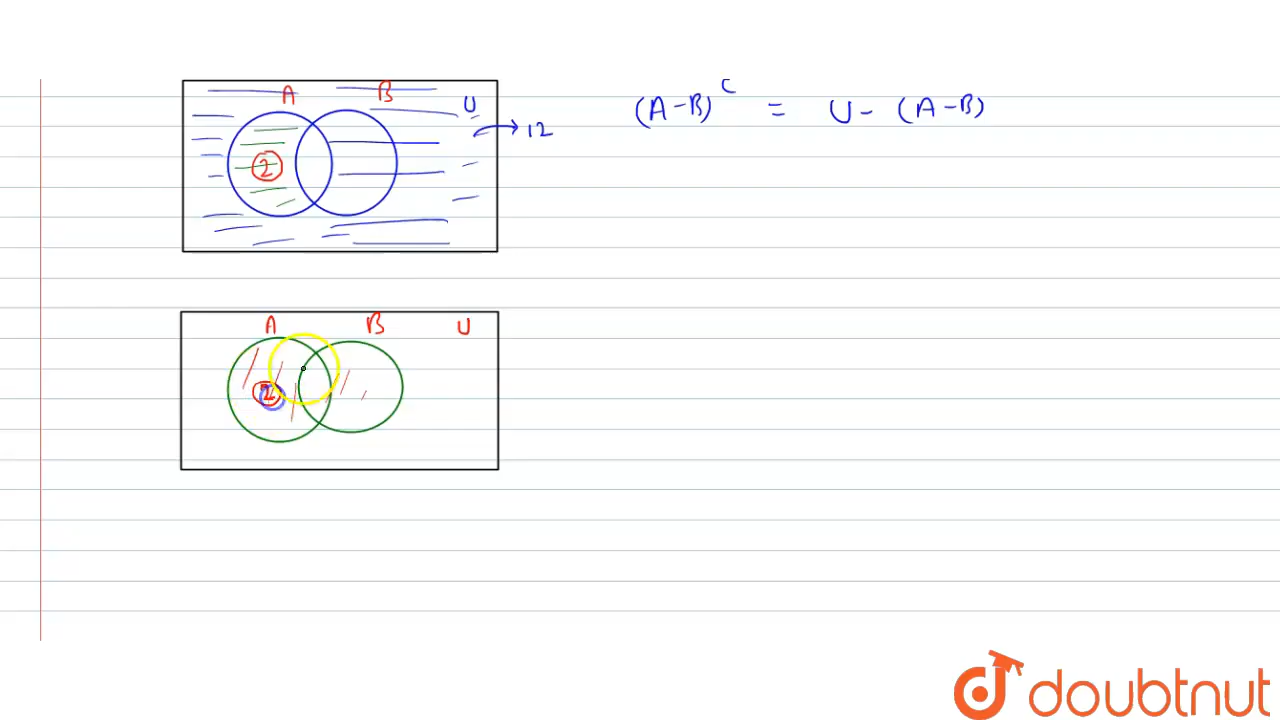 A B U
(A-B)^c = U - (A-B)
→ 12
2
A B U
2
doubtnut